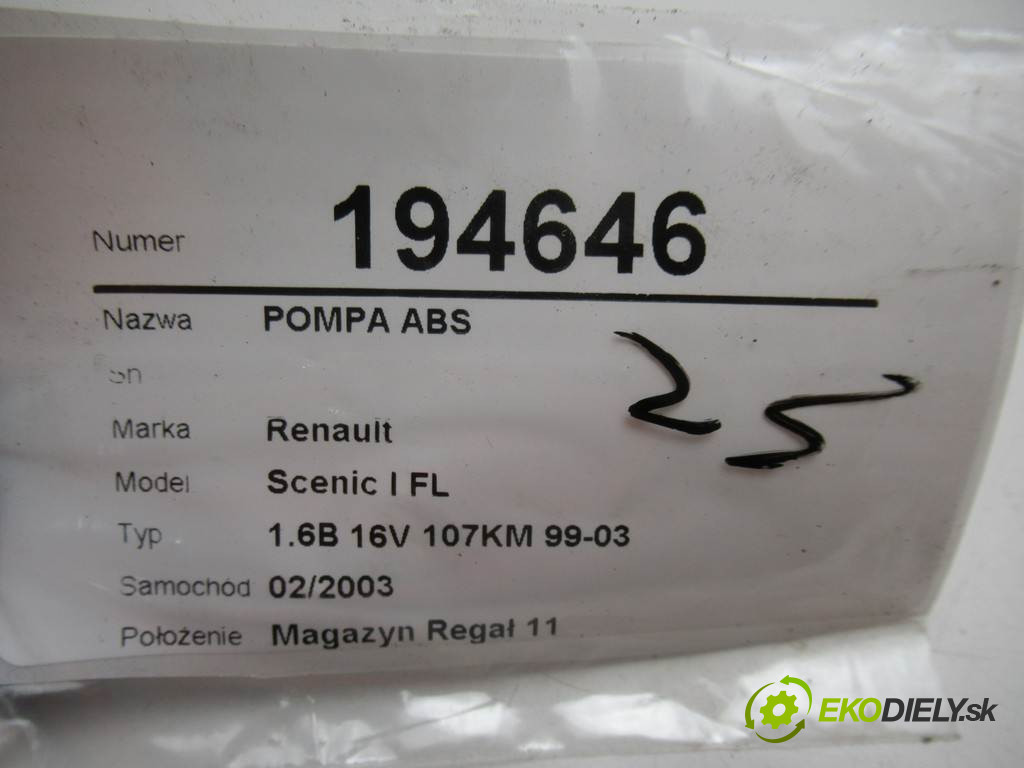 Numer 194646
Nazwa POMPA ABS
Sn
25
Marka Renault
Model Scenic I FL
Typ 1.6B 16V 107KM 99-03
Samochód 02/2003
Położenie Magazyn Regał 11
EKODIELY.sk